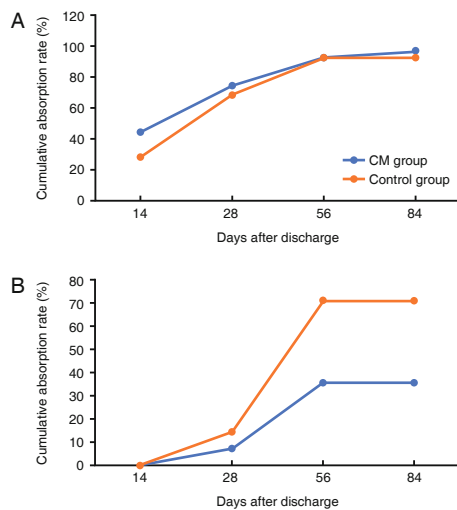 A
Cumulative absorption rate (%)
120
100
80
60
40
20
0
CM group
Control group
14 28 56 84
Days after discharge
B
Cumulative absorption rate (%)
80
70
60
50
40
30
20
10
0
14 28 56 84
Days after discharge